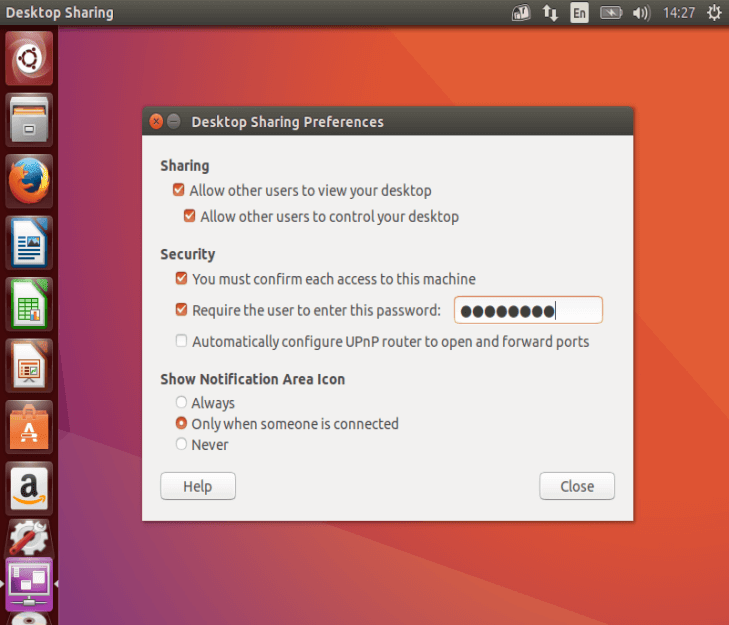 Desktop Sharing
En
14:27
Desktop Sharing Preferences
Sharing
Allow other users to view your desktop
Allow other users to control your desktop
Security
You must confirm each access to this machine
Require the user to enter this password: ●●●●●●●●
Automatically configure UPnP router to open and forward ports
Show Notification Area Icon
Always
Only when someone is connected
Never
Help
Close
A
a